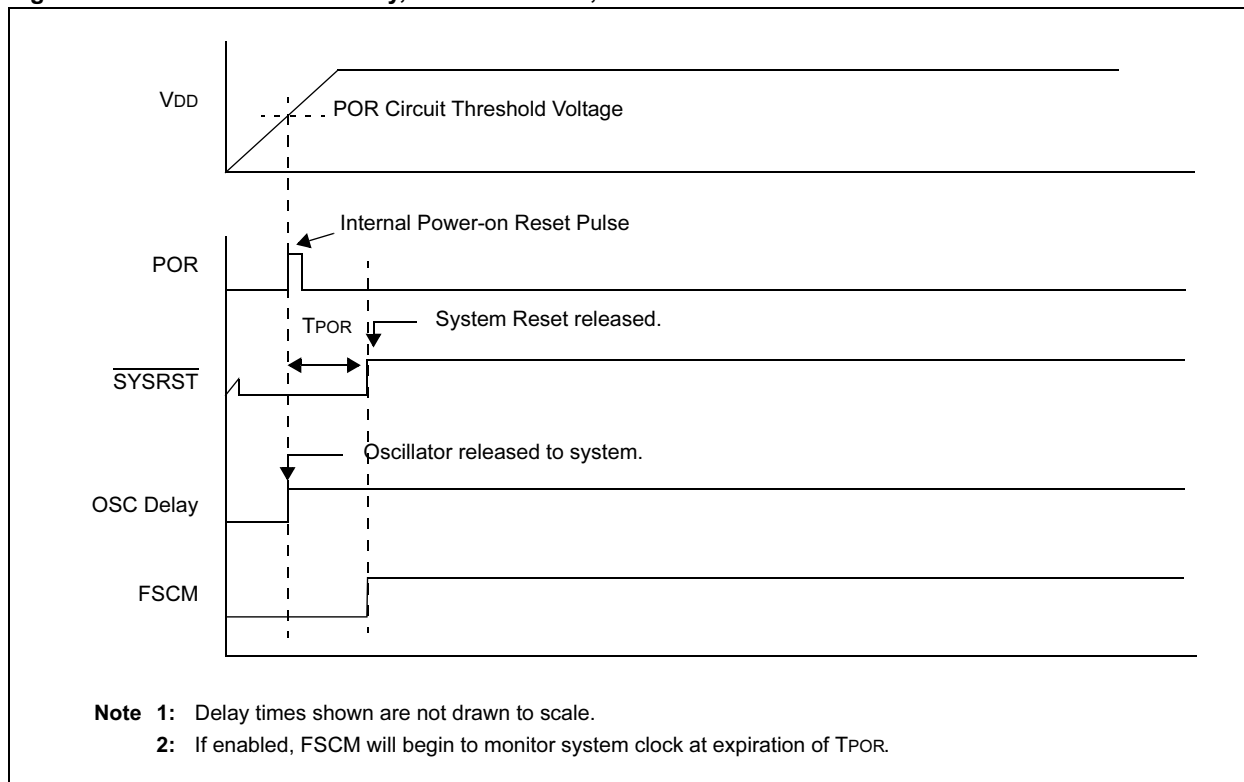 VDD
POR Circuit Threshold Voltage
Internal Power-on Reset Pulse
POR
TPOR
System Reset released.
SYSRST
Oscillator released to system.
OSC Delay
FSCM
Note 1: Delay times shown are not drawn to scale.
2: If enabled, FSCM will begin to monitor system clock at expiration of TPOR.